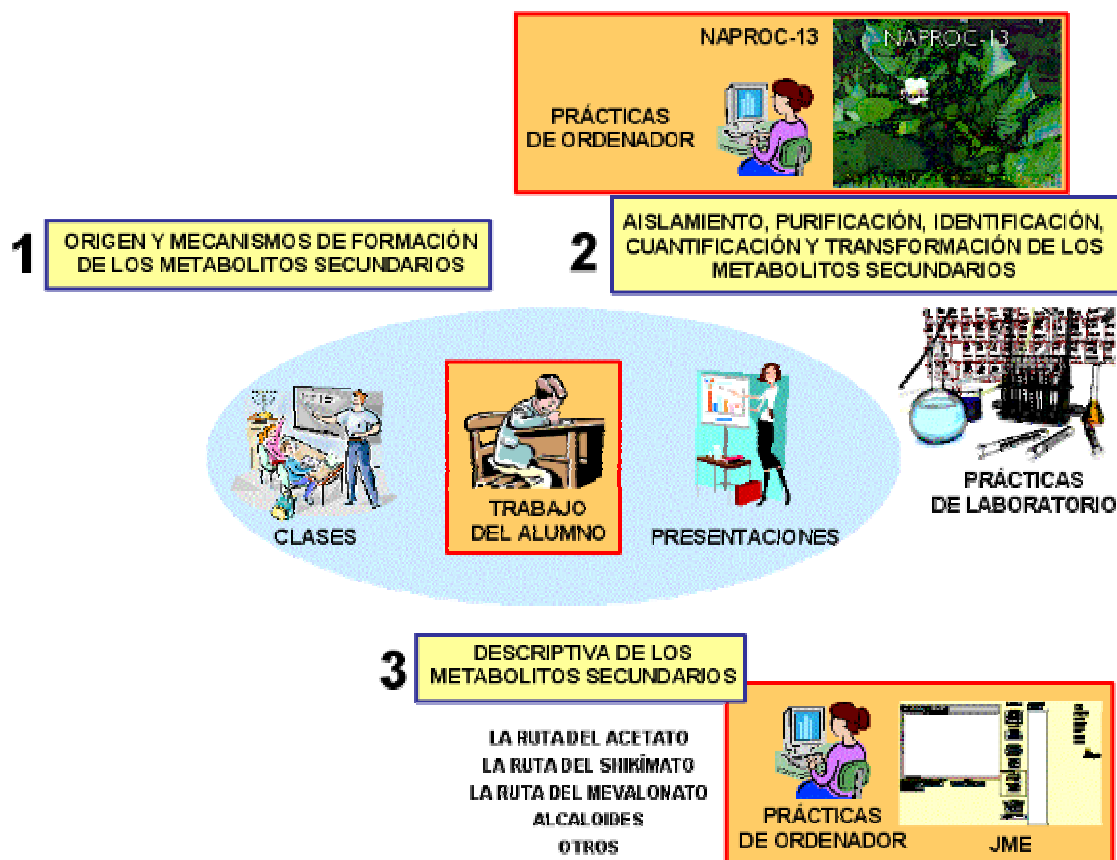 NAPROC-13
NAPROC-13
PRÁCTICAS
DE ORDENADOR
1
ORIGEN Y MECANISMOS DE FORMACIÓN
DE LOS METABOLITOS SECUNDARIOS
2
AISLAMIENTO, PURIFICACIÓN, IDENTIFICACIÓN,
CUANTIFICACIÓN Y TRANSFORMACIÓN DE LOS
METABOLITOS SECUNDARIOS
CLASES
TRABAJO
DEL ALUMNO
PRESENTACIONES
PRÁCTICAS
DE LABORATORIO
3
DESCRIPTIVA DE LOS
METABOLITOS SECUNDARIOS
LA RUTA DEL ACETATO
LA RUTA DEL SHIKÍMATO
LA RUTA DEL MEVALONATO
ALCALOIDES
OTROS
PRÁCTICAS
DE ORDENADOR
JME